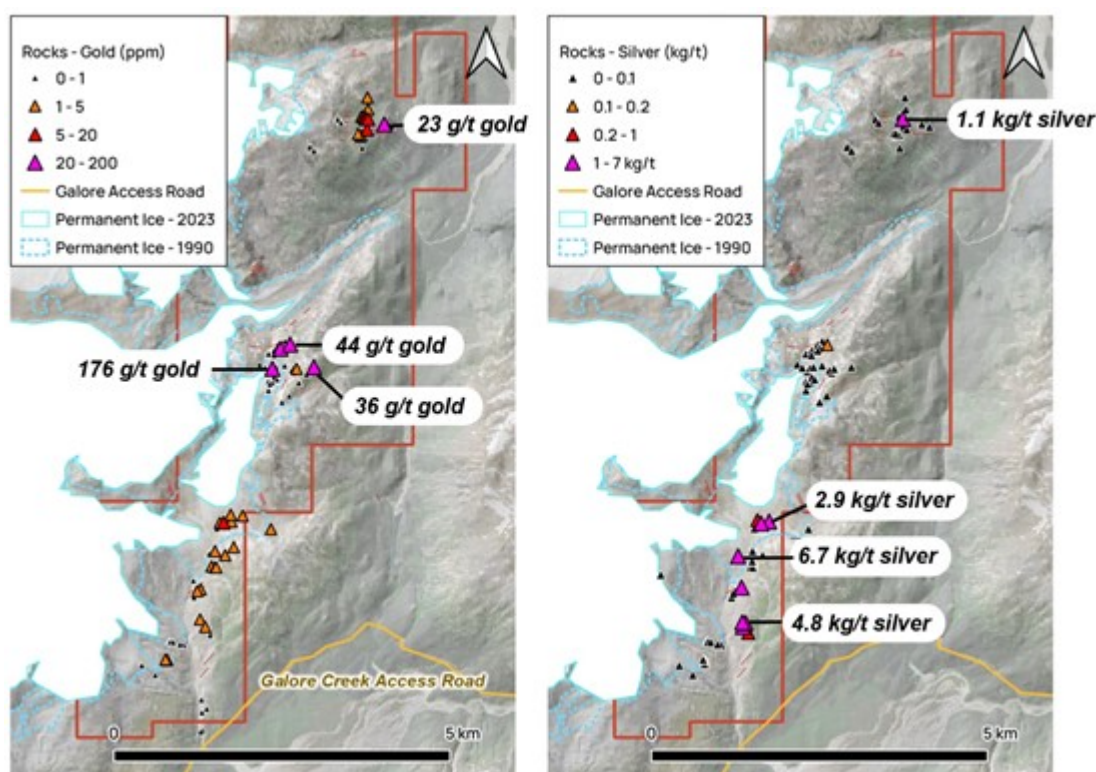 Rocks - Gold (ppm)
0 - 1
1 - 5
5 - 20
20 - 200
Galore Access Road
Permanent Ice - 2023
Permanent Ice - 1990
23 g/t gold
44 g/t gold
176 g/t gold
36 g/t gold
Galore Creek Access Road
0
5 km
Rocks - Silver (kg/t)
0 - 0.1
0.1 - 0.2
0.2 - 1
1 - 7 kg/t
Galore Access Road
Permanent Ice - 2023
Permanent Ice - 1990
1.1 kg/t silver
2.9 kg/t silver
6.7 kg/t silver
4.8 kg/t silver
0
5 km